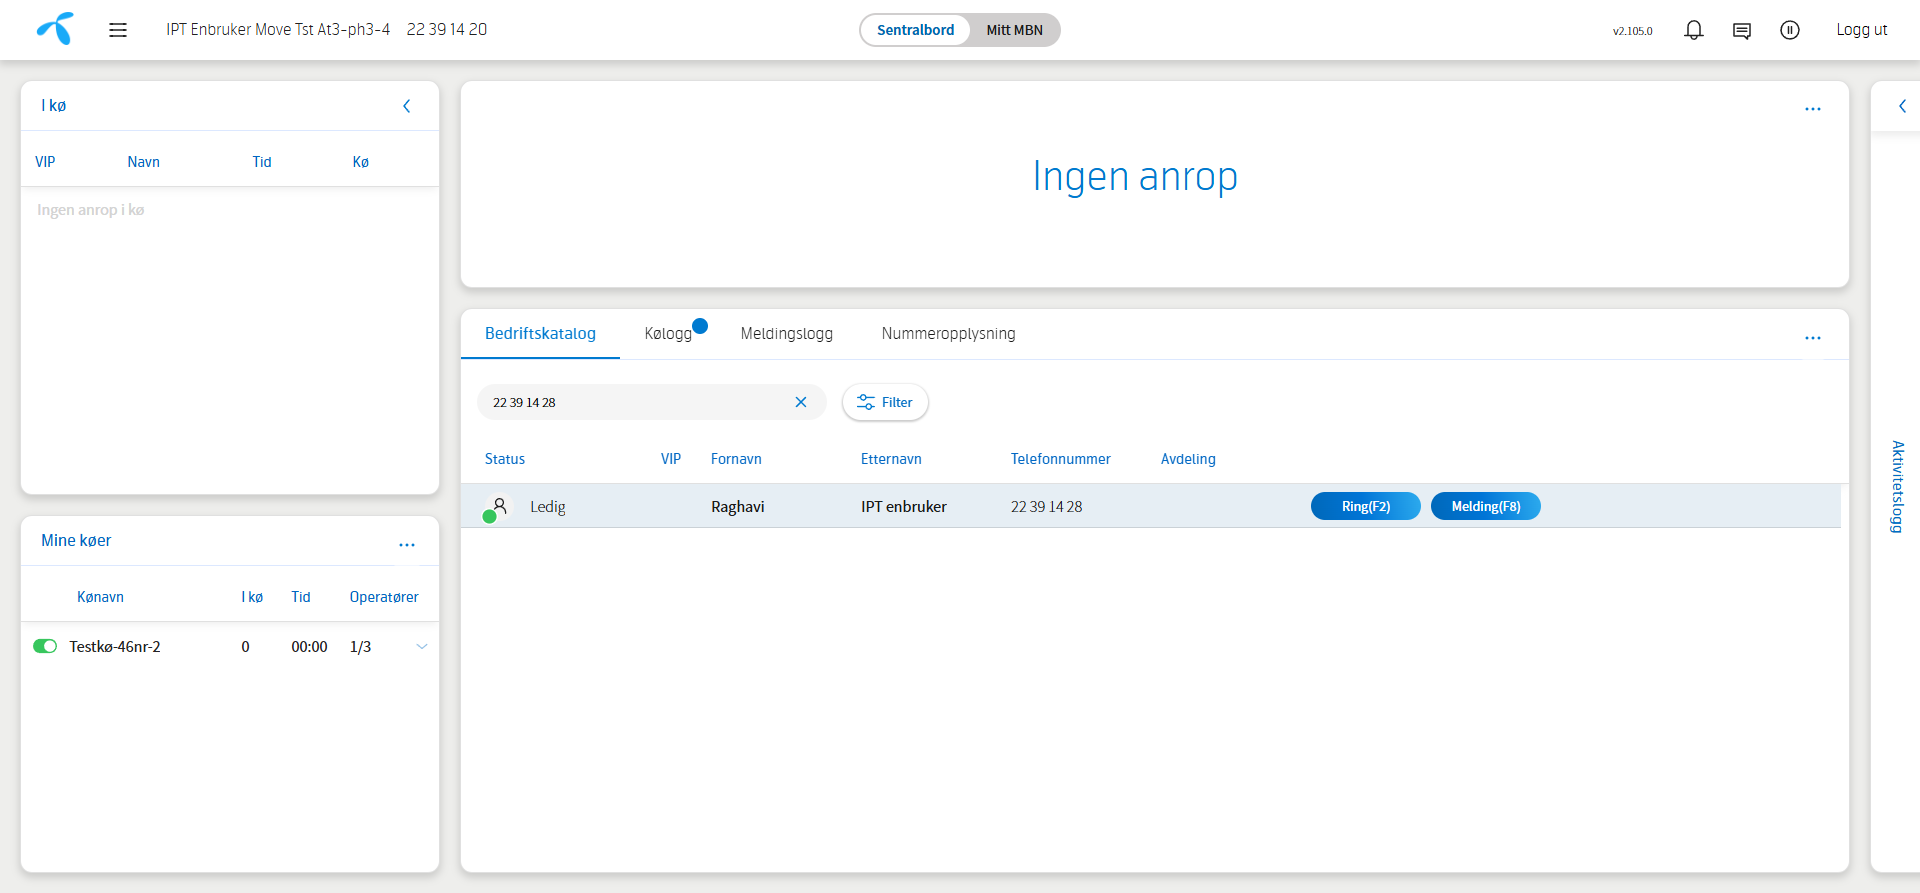 IPT Enbruker Move Tst At3-ph3-4 22 39 14 20
Sentralbord Mitt MBN
v2.105.0
Logg ut
I kø
VIP Navn Tid Kø
Ingen anrop i kø
Ingen anrop
Mine køer
Kønavn I kø Tid Operatører
Testkø-46nr-2 0 00:00 1/3
Bedriftskatalog Kølogg Meldingslogg Nummeropplysning
22 39 14 28
Filter
Status VIP Fornavn Etternavn Telefonnummer Avdeling
Ledig Raghavi IPT enbruker 22 39 14 28 Ring(F2) Melding(F8)
Aktivitetslogg